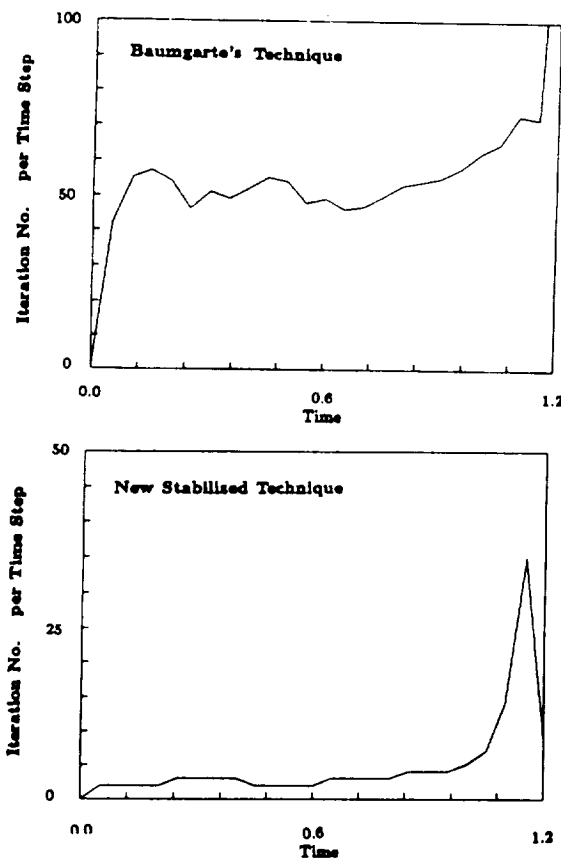 100
Baumgarte's Technique
Iteration No. per Time Step
50
0
0.0
0.6
1.2
Time
50
New Stabilised Technique
Iteration No. per Time Step
25
0
0.0
0.6
1.2
Time